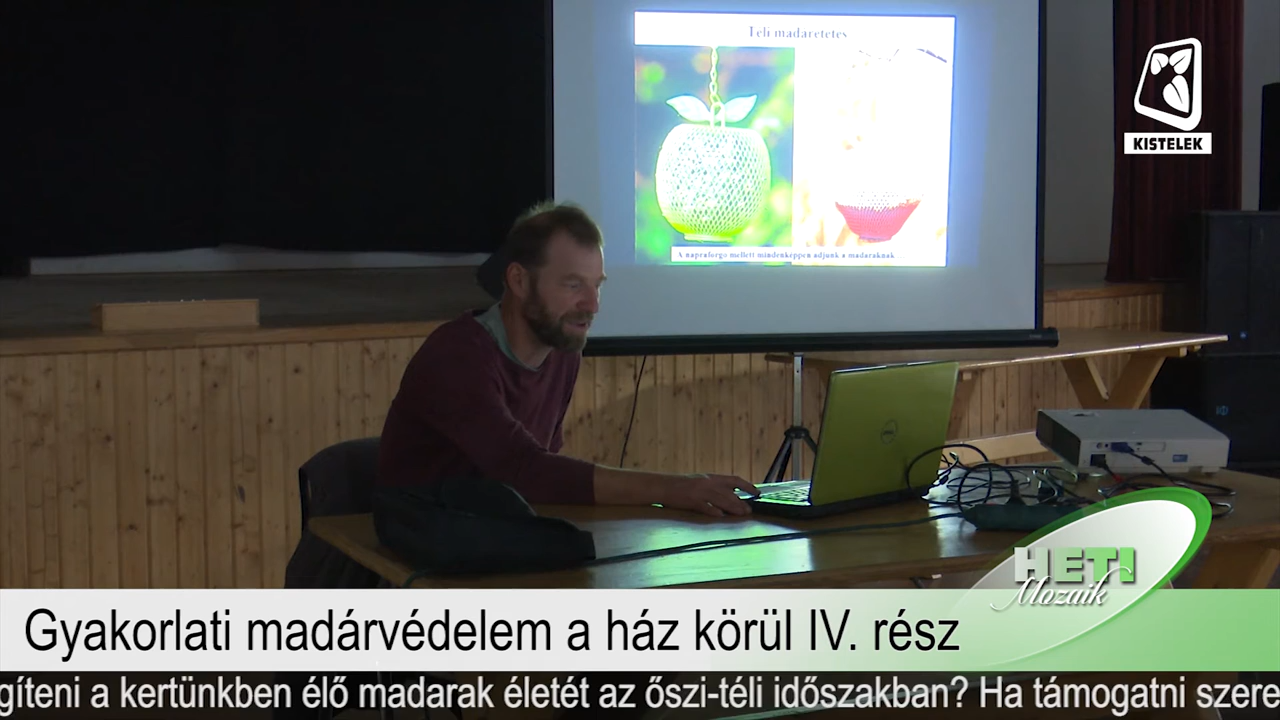 Téli madáretetés
KISTELEK
A napraforgó mellett mindenképpen adjunk a madaraknak...
DELL
HETI
Mozaik
Gyakorlati madárvédelem a ház körül IV. rész
gíteni a kertünkben élő madarak életét az őszi-téli időszakban? Ha támogatni szere